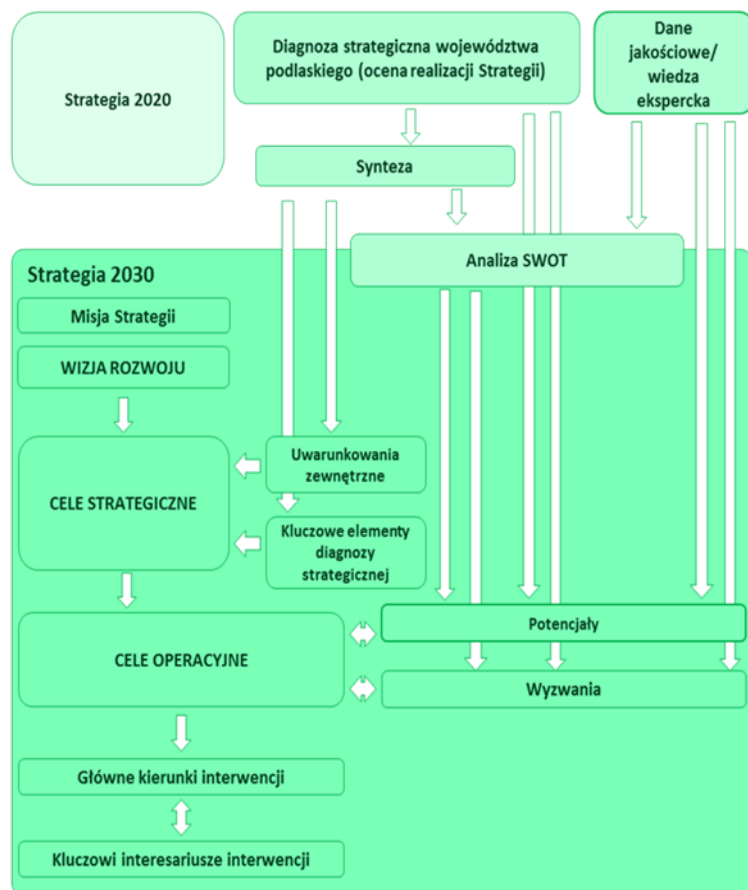 Strategia 2020
Diagnoza strategiczna województwa
podlaskiego (ocena realizacji Strategii)
Dane
jakościowe/
wiedza
ekspercka
Synteza
Analiza SWOT
Strategia 2030
Misja Strategii
WIZJA ROZWOJU
Uwarunkowania
zewnętrzne
CELE STRATEGICZNE
Kluczowe elementy
diagnozy
strategicznej
Potencjały
CELE OPERACYJNE
Wyzwania
Główne kierunki interwencji
Kluczowi interesariusze interwencji